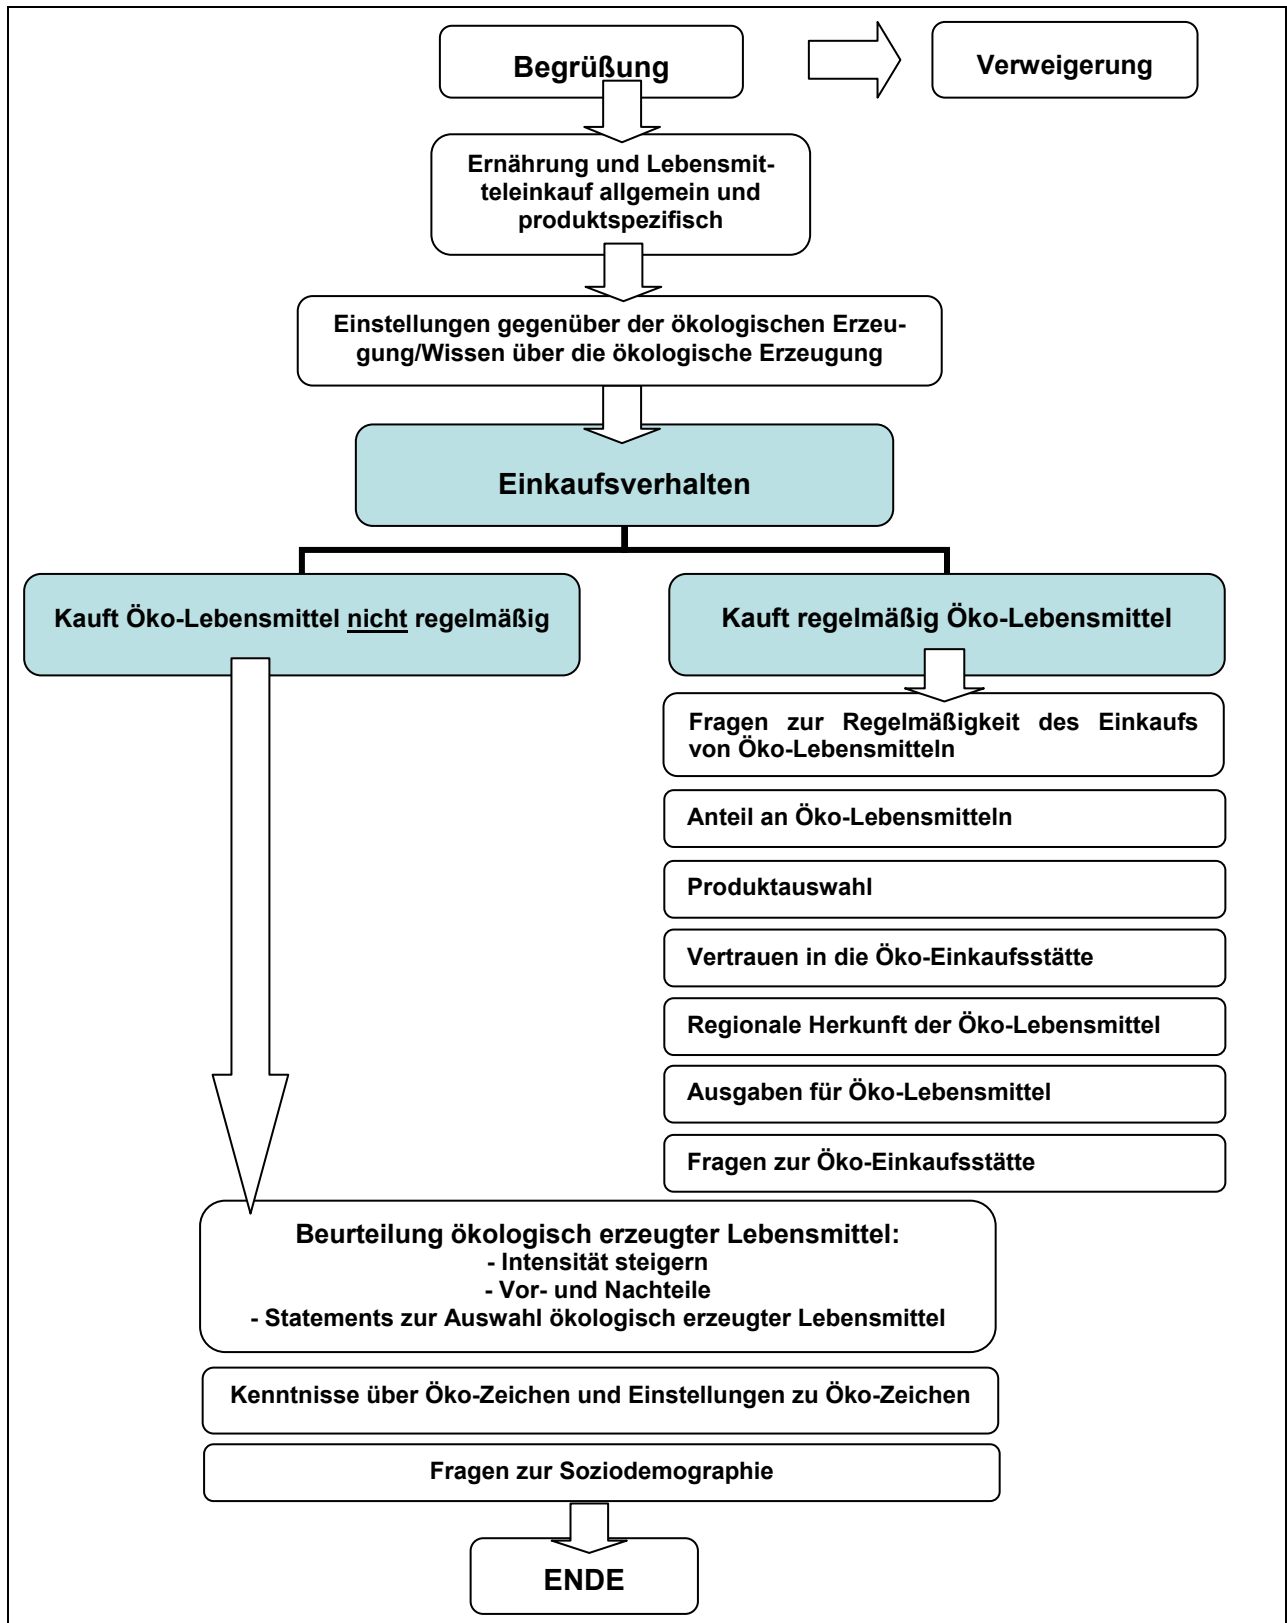 Begrüßung
Verweigerung
Ernährung und Lebensmit-
teleinkauf allgemein und
produktspezifisch
Einstellungen gegenüber der ökologischen Erzeu-
gung/Wissen über die ökologische Erzeugung
Einkaufsverhalten
Kauft Öko-Lebensmittel nicht regelmäßig
Kauft regelmäßig Öko-Lebensmittel
Fragen zur Regelmäßigkeit des Einkaufs
von Öko-Lebensmitteln
Anteil an Öko-Lebensmitteln
Produktauswahl
Vertrauen in die Öko-Einkaufsstätte
Regionale Herkunft der Öko-Lebensmittel
Ausgaben für Öko-Lebensmittel
Fragen zur Öko-Einkaufsstätte
Beurteilung ökologisch erzeugter Lebensmittel:
- Intensität steigern
- Vor- und Nachteile
- Statements zur Auswahl ökologisch erzeugter Lebensmittel
Kenntnisse über Öko-Zeichen und Einstellungen zu Öko-Zeichen
Fragen zur Soziodemographie
ENDE